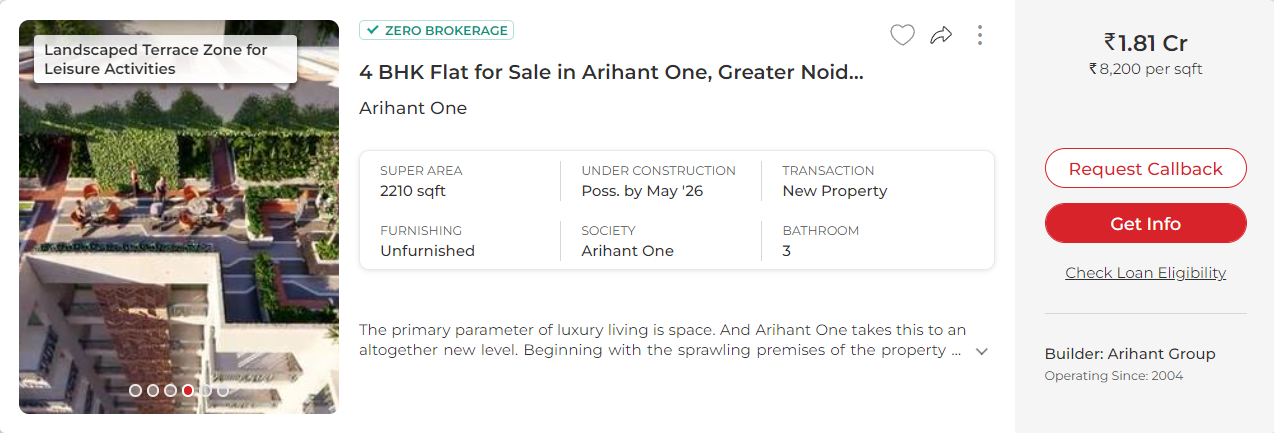 Landscaped Terrace Zone for
Leisure Activities
ZERO BROKERAGE
4 BHK Flat for Sale in Arihant One, Greater Noid...
Arihant One
SUPER AREA
2210 sqft
UNDER CONSTRUCTION
Poss. by May '26
TRANSACTION
New Property
FURNISHING
Unfurnished
SOCIETY
Arihant One
BATHROOM
3
The primary parameter of luxury living is space. And Arihant One takes this to an
altogether new level. Beginning with the sprawling premises of the property ...
₹1.81 Cr
₹8,200 per sqft
Request Callback
Get Info
Check Loan Eligibility
Builder: Arihant Group
Operating Since: 2004